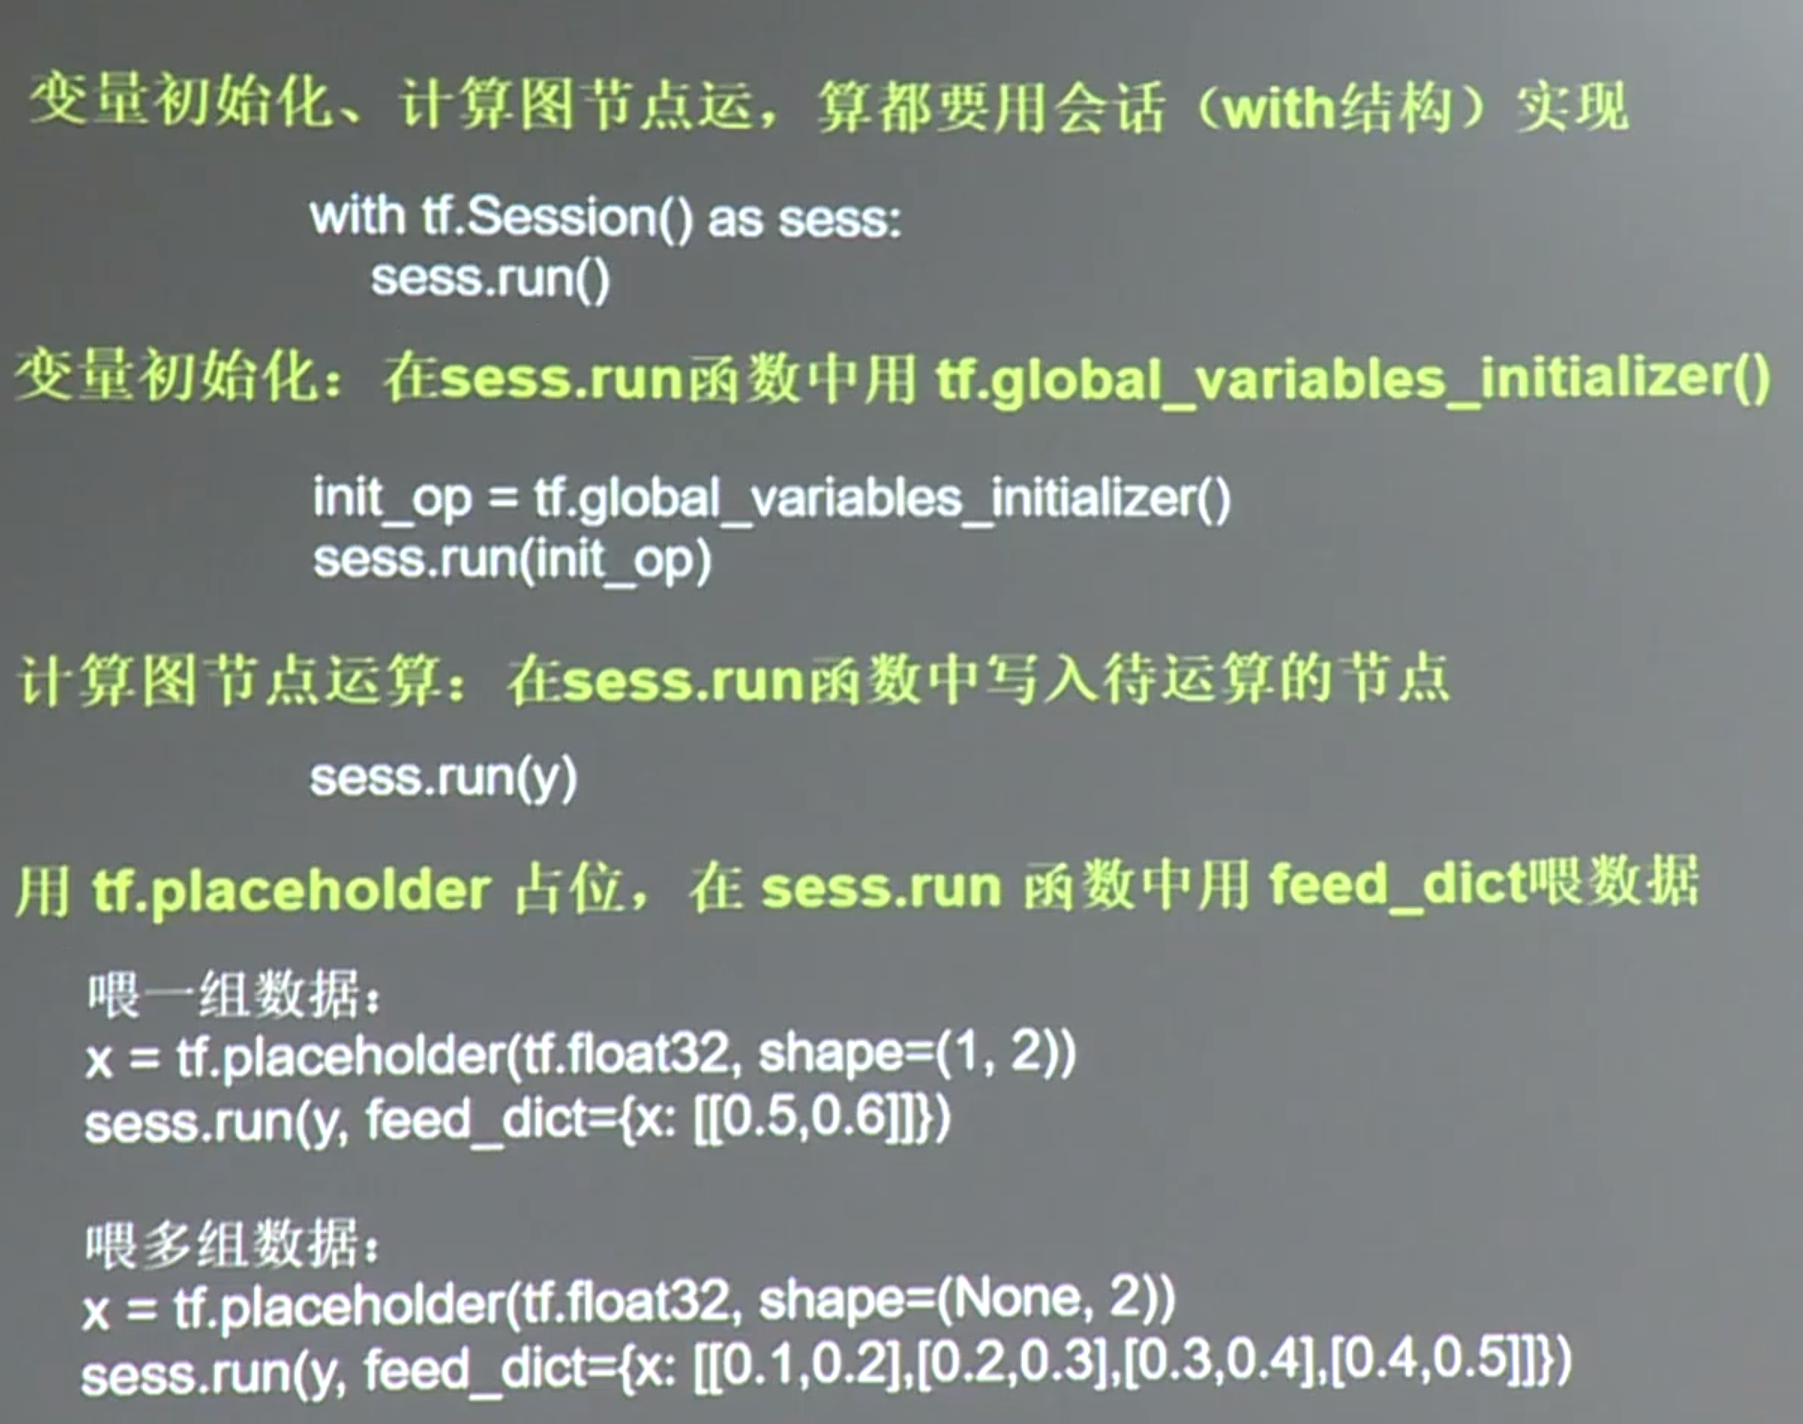 变量初始化、计算图节点运，算都要用会话（with结构）实现
with tf.Session() as sess:
sess.run()
变量初始化：在sess.run函数中用 tf.global_variables_initializer()
init_op = tf.global_variables_initializer()
sess.run(init_op)
计算图节点运算：在sess.run函数中写入待运算的节点
sess.run(y)
用 tf.placeholder 占位，在 sess.run 函数中用 feed_dict喂数据
喂一组数据：
x = tf.placeholder(tf.float32, shape=(1, 2))
sess.run(y, feed_dict={x: [[0.5,0.6]]})
喂多组数据：
x = tf.placeholder(tf.float32, shape=(None, 2))
sess.run(y, feed_dict={x: [[0.1,0.2],[0.2,0.3],[0.3,0.4],[0.4,0.5]]})